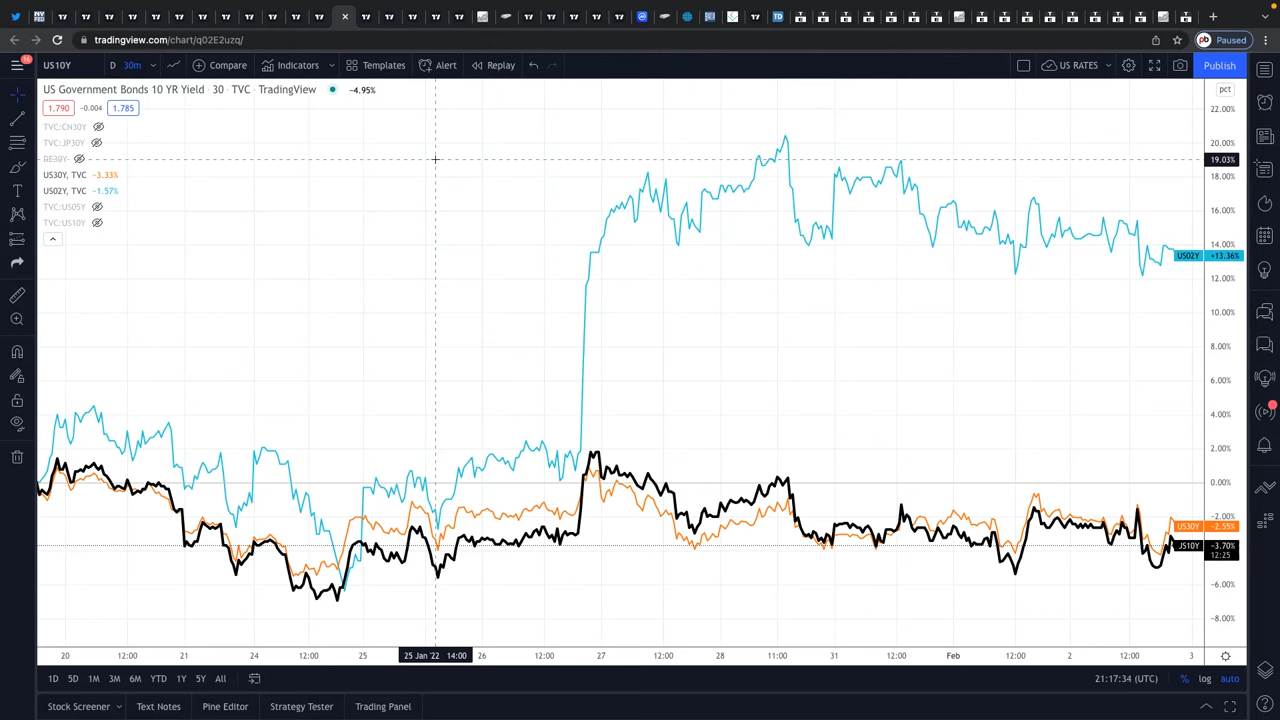 tradingview.com/chart/q02E2uzq/
Paused
16
US10Y D 30m Compare Indicators Templates Alert Replay US RATES Publish
US Government Bonds 10 YR Yield · 30 · TVC · TradingView −4.95%
1.790 -0.004 1.785
TVC:CN30Y
TVC:JP30Y
DE30Y
US30Y, TVC −3.33%
US02Y, TVC −1.57%
TVC:US05Y
TVC:US10Y
pct
22.00%
20.00%
19.03%
18.00%
16.00%
14.00%
US02Y +13.36%
12.00%
10.00%
8.00%
6.00%
4.00%
2.00%
0.00%
−2.00%
US30Y −2.55%
JS10Y −3.70%
12:25
−6.00%
−8.00%
20 12:00 21 24 12:00 25 25 Jan '22 14:00 26 12:00 27 12:00 28 11:00 31 12:00 Feb 12:00 2 12:00 3
1D 5D 1M 3M 6M YTD 1Y 5Y All 21:17:34 (UTC) % log auto
Stock Screener Text Notes Pine Editor Strategy Tester Trading Panel